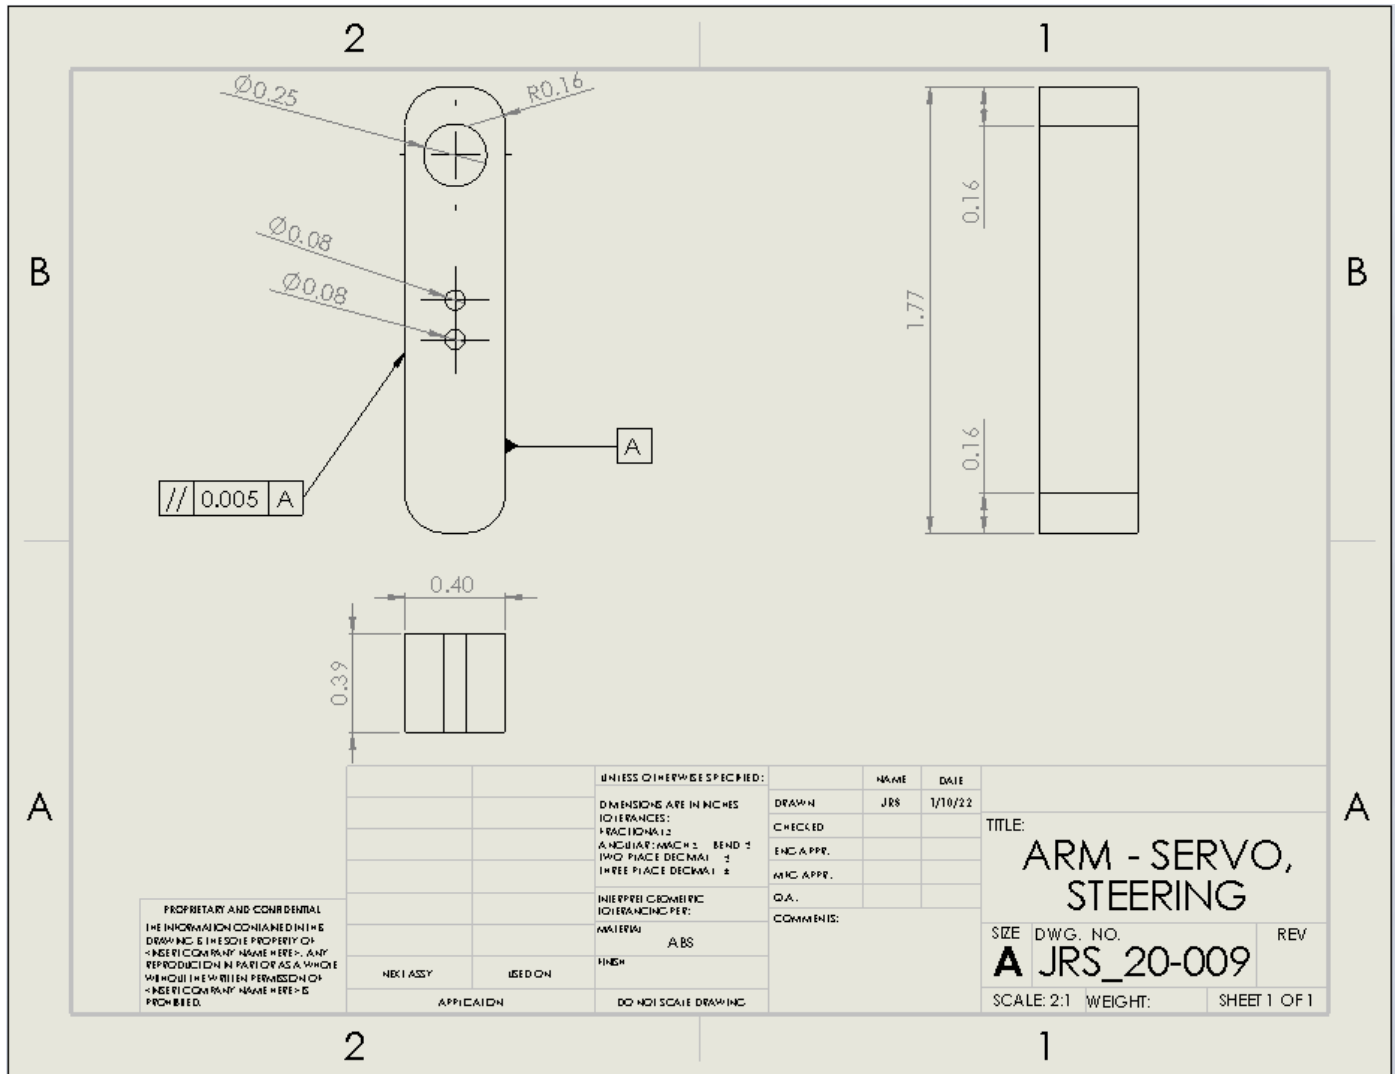 2
1
Ø0.25
R0.16
0.16
Ø0.08
B
B
Ø0.08
1.77
0.16
A
// 0.005 A
0.40
0.39
A
A
UNLESS OTHERWISE SPECIFIED:
DIMENSIONS ARE IN INCHES
TOLERANCES:
FRACTIONAL±
ANGULAR: MACH± BEND ±
TWO PLACE DECIMAL ±
THREE PLACE DECIMAL ±
INTERPRET GEOMETRIC
TOLERANCING PER:
MATERIAL
ABS
FINISH
DO NOT SCALE DRAWING
NAME
DATE
DRAWN
JRS
1/10/22
CHECKED
ENG APPR.
MFG APPR.
Q.A.
COMMENTS:
TITLE:
ARM - SERVO,
STEERING
SIZE
A
DWG. NO.
JRS_20-009
REV
SCALE: 2:1
WEIGHT:
SHEET 1 OF 1
PROPRIETARY AND CONFIDENTIAL
THE INFORMATION CONTAINED IN THIS
DRAWING IS THE SOLE PROPERTY OF
<INSERT COMPANY NAME HERE>. ANY
REPRODUCTION IN PART OR AS A WHOLE
WITHOUT THE WRITTEN PERMISSION OF
<INSERT COMPANY NAME HERE> IS
PROHIBITED.
NEXT ASSY
USED ON
APPLICATION
2
1